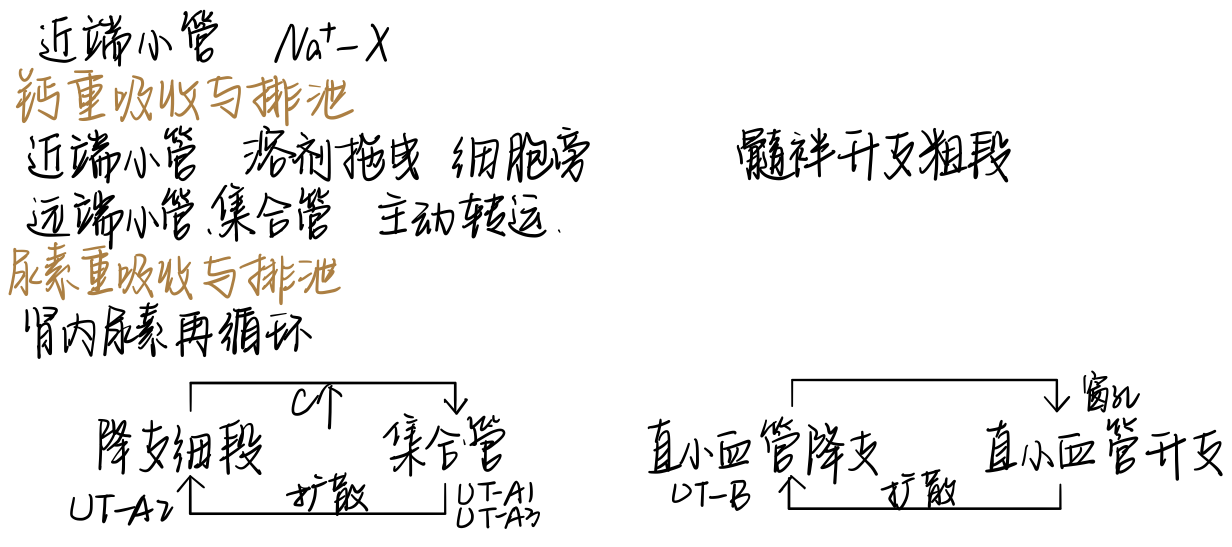 近端小管 Na⁺-X
钙重吸收与排泄
近端小管 溶剂拖曳 细胞旁 髓袢升支粗段
远端小管、集合管 主动转运.
尿素重吸收与排泄
肾内尿素再循环
C↑ 窗孔
降支细段 集合管 直小血管降支 直小血管升支
UT-A2 扩散 UT-A1 UT-B 扩散
UT-A3